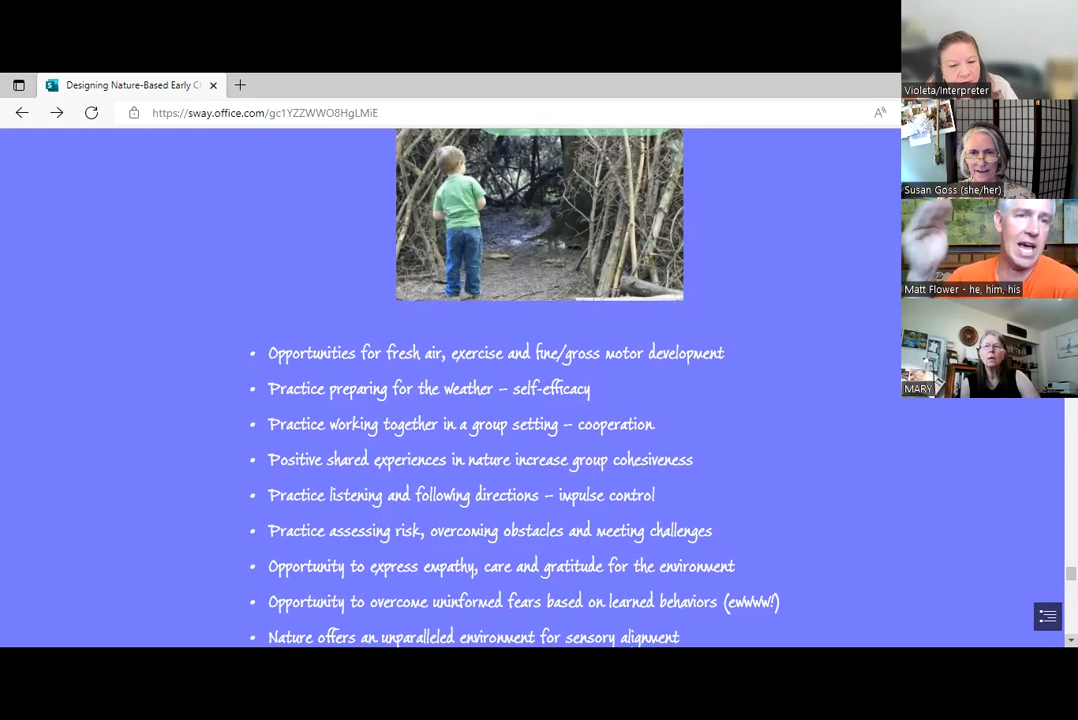 Designing Nature-Based Early C
https://sway.office.com/gc1YZZWWO8HgLMiE
Violeta/Interpreter
Susan Goss (she/her)
Matt Flower - he, him, his
MARY
• Opportunities for fresh air, exercise and fine/gross motor development
• Practice preparing for the weather – self-efficacy
• Practice working together in a group setting – cooperation
• Positive shared experiences in nature increase group cohesiveness
• Practice listening and following directions – impulse control
• Practice assessing risk, overcoming obstacles and meeting challenges
• Opportunity to express empathy, care and gratitude for the environment
• Opportunity to overcome uninformed fears based on learned behaviors (ewwww!)
• Nature offers an unparalleled environment for sensory alignment